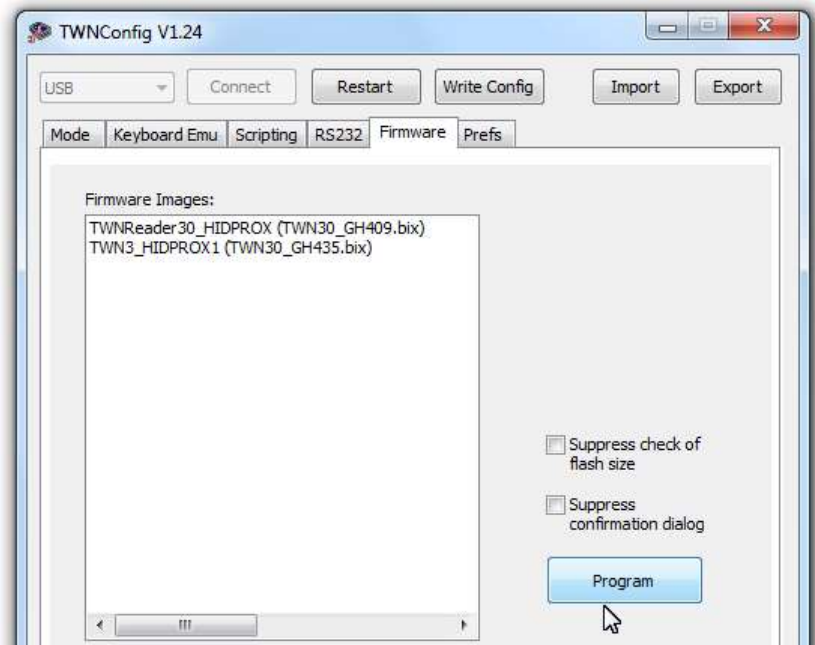 TWNConfig V1.24
USB Connect Restart Write Config Import Export
Mode Keyboard Emu Scripting RS232 Firmware Prefs
Firmware Images:
TWNReader30_HIDPROX (TWN30_GH409.bix)
TWN3_HIDPROX1 (TWN30_GH435.bix)
Suppress check of
flash size
Suppress
confirmation dialog
Program